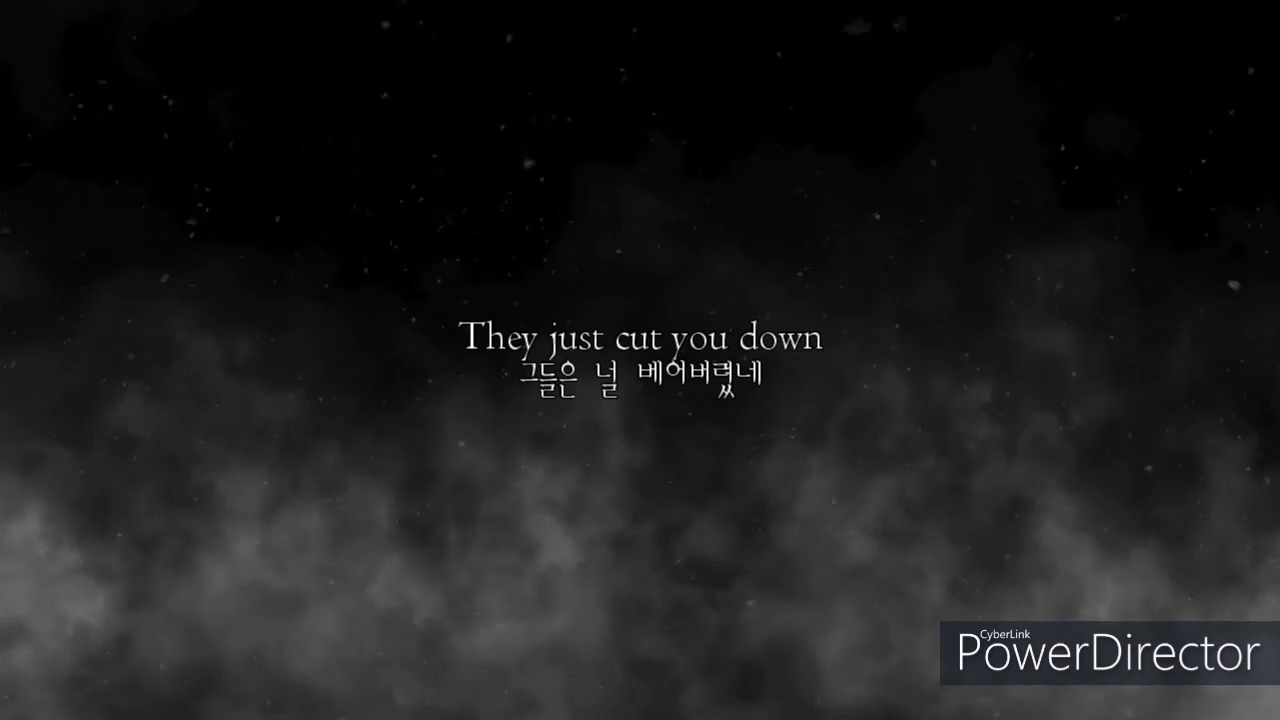 They just cut you down
그들은 널 베어버렸네
CyberLink
PowerDirector